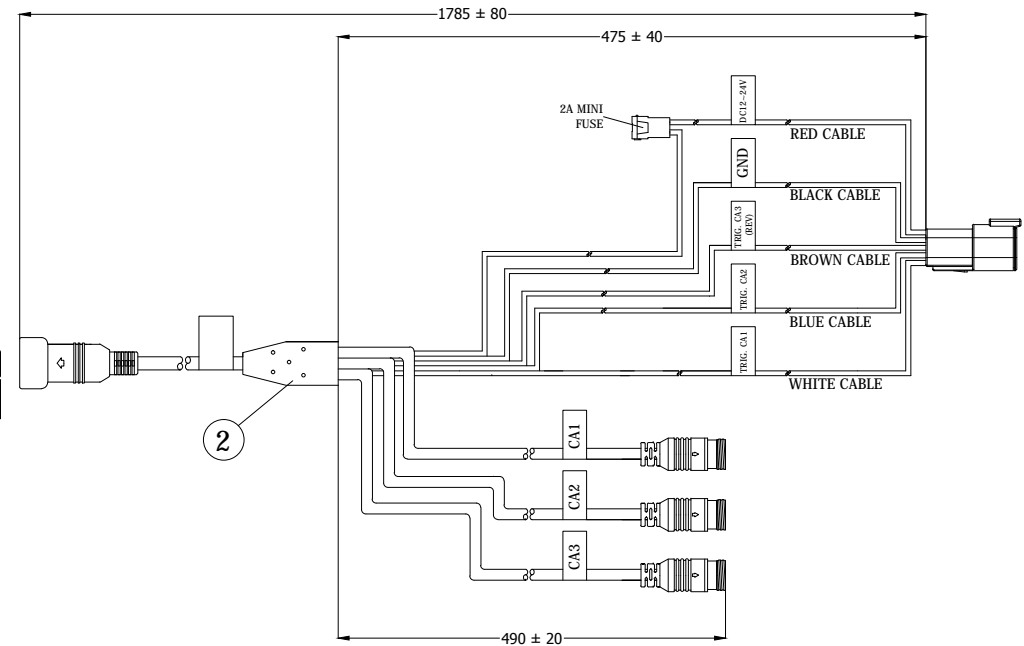 1785 ± 80
475 ± 40
2A MINI
FUSE
DC12-24V
RED CABLE
GND
BLACK CABLE
TRIG. CA3
(REV)
BROWN CABLE
TRIG. CA2
BLUE CABLE
TRIG. CA1
WHITE CABLE
2
CA1
CA2
CA3
490 ± 20